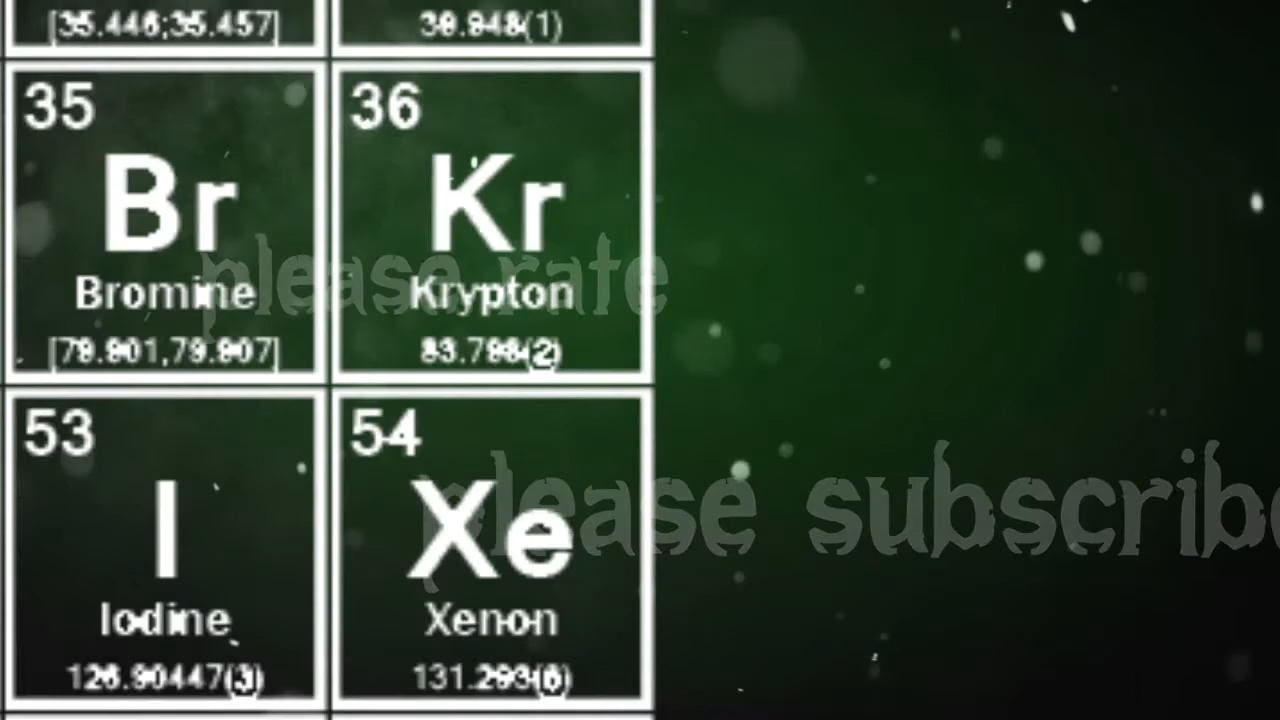 [35.446;35.457] 39.948(1)
35 36
Br Kr
please rate
Bromine Krypton
[79.901,79.907] 83.798(2)
53 54
I Xe
please subscribe
Iodine Xenon
126.90447(3) 131.293(6)